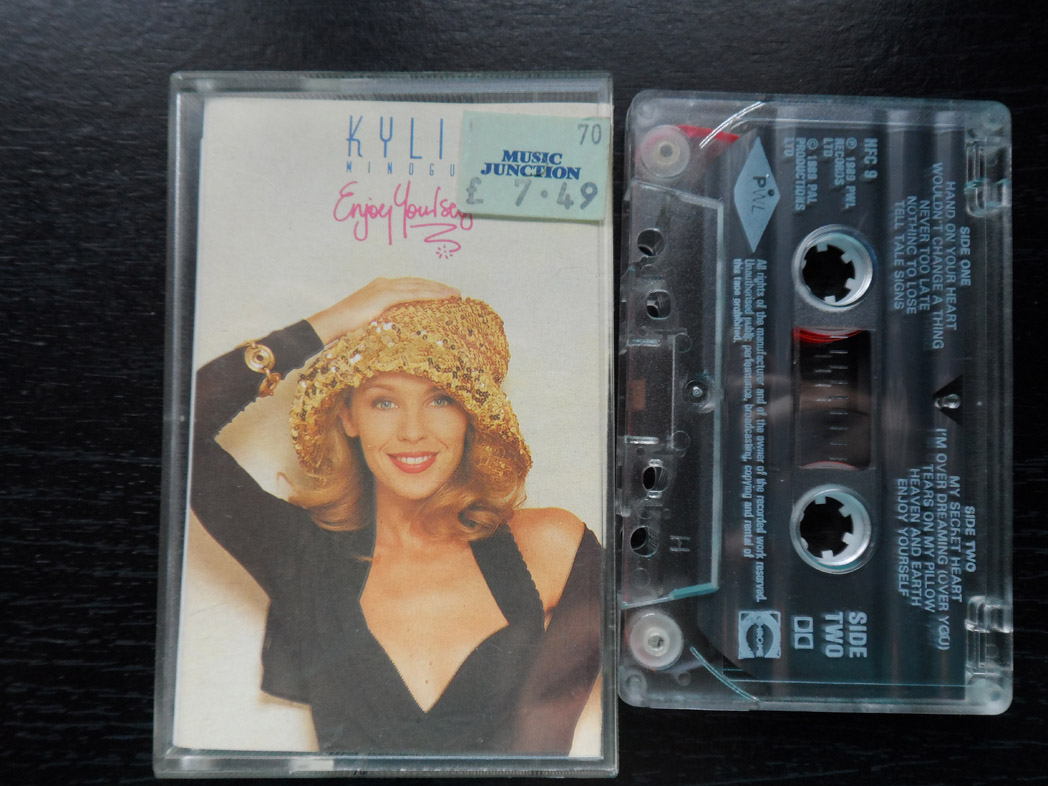 KYLI
MINOGU
Enjoy Yourself
70
MUSIC
JUNCTION
£ 7.49
SIDE ONE
HAND ON YOUR HEART
WOULDN'T CHANGE A THING
NEVER TOO LATE
NOTHING TO LOSE
TELL TALE SIGNS
SIDE TWO
MY SECRET HEART
I'M OVER DREAMING (OVER YOU)
TEARS ON MY PILLOW
HEAVEN AND EARTH
ENJOY YOURSELF
HFC 9
℗ 1989 PWL
RECORDS
LTD
© 1989 PAL
PRODUCTIONS
LTD
PWL
All rights of the manufacturer and of the owner of the recorded work reserved.
Unauthorised public performance, broadcasting, copying and rental of
this tape prohibited.
SIDE
TWO
CHROME
H